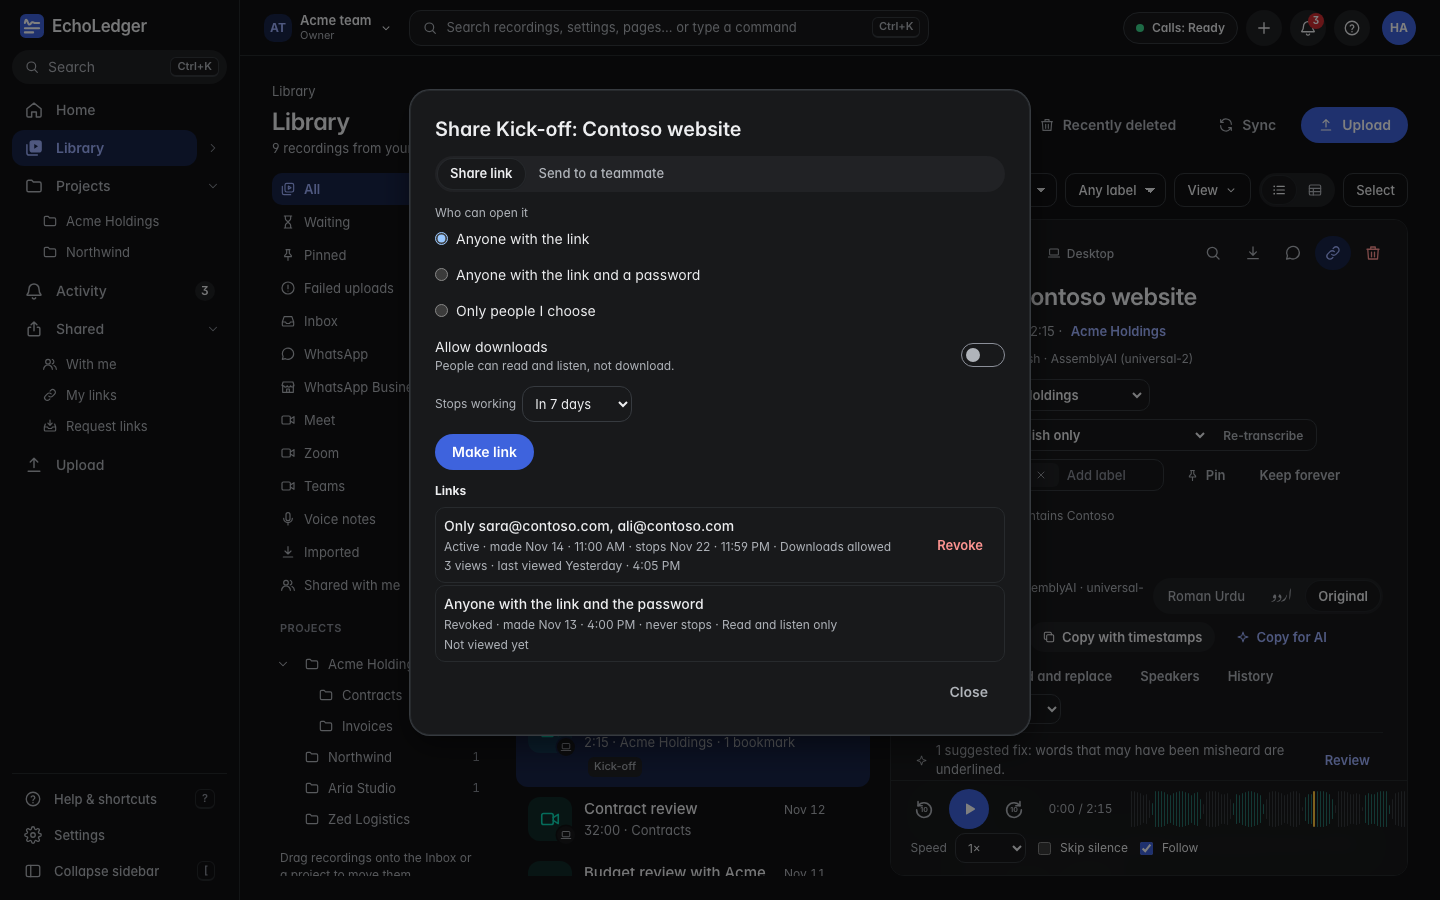 EchoLedger
Search
Ctrl+K
Home
Library
Projects
Acme Holdings
Northwind
Activity
3
Shared
With me
My links
Request links
Upload
Help & shortcuts
?
Settings
Collapse sidebar
[
AT
Acme team
Owner
Search recordings, settings, pages... or type a command
Ctrl+K
Calls: Ready
3
HA
Library
Library
9 recordings from you
Recently deleted
Sync
Upload
All
Waiting
Pinned
Failed uploads
Inbox
WhatsApp
WhatsApp Busine
Meet
Zoom
Teams
Voice notes
Imported
Shared with me
PROJECTS
Acme Holding
Contracts
Invoices
Northwind
1
Aria Studio
1
Zed Logistics
Drag recordings onto the Inbox or
a project to move them
Any label
View
Select
Share Kick-off: Contoso website
Share link
Send to a teammate
Who can open it
Anyone with the link
Anyone with the link and a password
Only people I choose
Allow downloads
People can read and listen, not download.
Stops working
In 7 days
Make link
Links
Only sara@contoso.com, ali@contoso.com
Active · made Nov 14 · 11:00 AM · stops Nov 22 · 11:59 PM · Downloads allowed
3 views · last viewed Yesterday · 4:05 PM
Revoke
Anyone with the link and the password
Revoked · made Nov 13 · 4:00 PM · never stops · Read and listen only
Not viewed yet
Close
2:15 · Acme Holdings · 1 bookmark
Kick-off
Contract review
Nov 12
32:00 · Contracts
Budget review with Acme
Nov 11
Desktop
ontoso website
2:15 · Acme Holdings
sh · AssemblyAI (universal-2)
oldings
ish only
Re-transcribe
× Add label
Pin
Keep forever
ntains Contoso
emblyAI · universal-
Roman Urdu
اردو
Original
Copy with timestamps
Copy for AI
d and replace
Speakers
History
1 suggested fix: words that may have been misheard are
underlined.
Review
10
10
0:00 / 2:15
Speed
1×
Skip silence
Follow